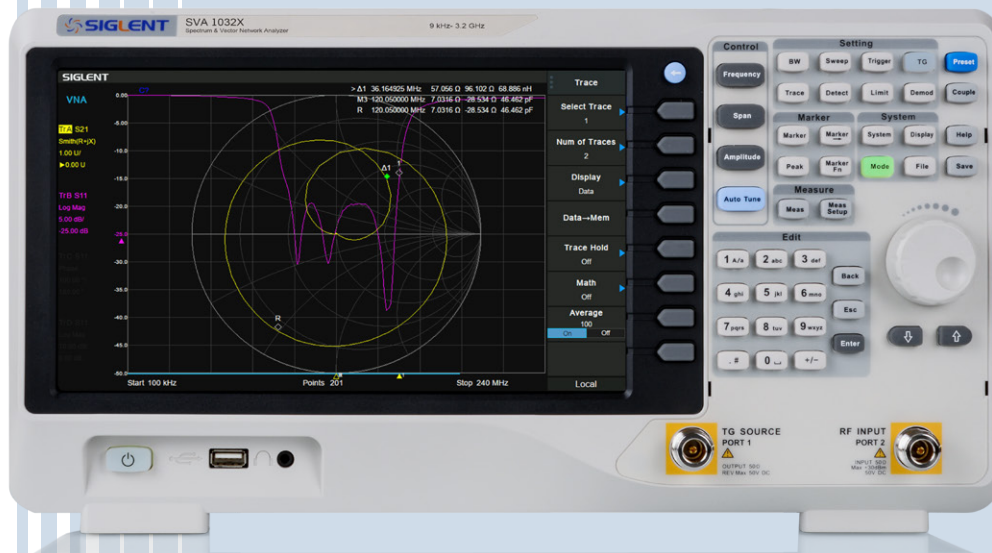 SIGLENT SVA 1032X
Spectrum & Vector Network Analyzer
9 kHz- 3.2 GHz
SIGLENT
VNA
TrA S21
Smith(R+jX)
1.00 U/
►0.00 U
TrB S11
Log Mag
5.00 dB/
-25.00 dB
> Δ1 36.164925 MHz 57.056 Ω 96.102 Ω 68.886 nH
M3 120.050000 MHz 7.0316 Ω -28.534 Ω 46.462 pF
R 120.050000 MHz 7.0316 Ω -28.534 Ω 46.462 pF
0.00
-5.00
-10.0
-15.0
-20.0
-25.0
-30.0
-35.0
-40.0
-45.0
-50.0
Δ1
1
R
Start 100 kHz Points 201 Stop 240 MHz
Trace
Select Trace
1
Num of Traces
2
Display
Data
Data→Mem
Trace Hold
Off
Math
Off
Average
100
On Off
Local
Control
Frequency
Span
Amplitude
Auto Tune
Setting
BW Sweep Trigger TG Preset
Trace Detect Limit Demod Couple
Marker System
Marker Marker→ System Display Help
Peak Marker Fn Mode File Save
Measure
Meas Meas Setup
Edit
1 A/a 2 abc 3 def
Back
4 ghi 5 jkl 6 mno
Esc
7 pqrs 8 tuv 9 wxyz
Enter
. # 0 +/−
TG SOURCE
PORT 1
OUTPUT 50Ω
REV Max 50V DC
RF INPUT
PORT 2
INPUT 50Ω
Max +30dBm
50V DC